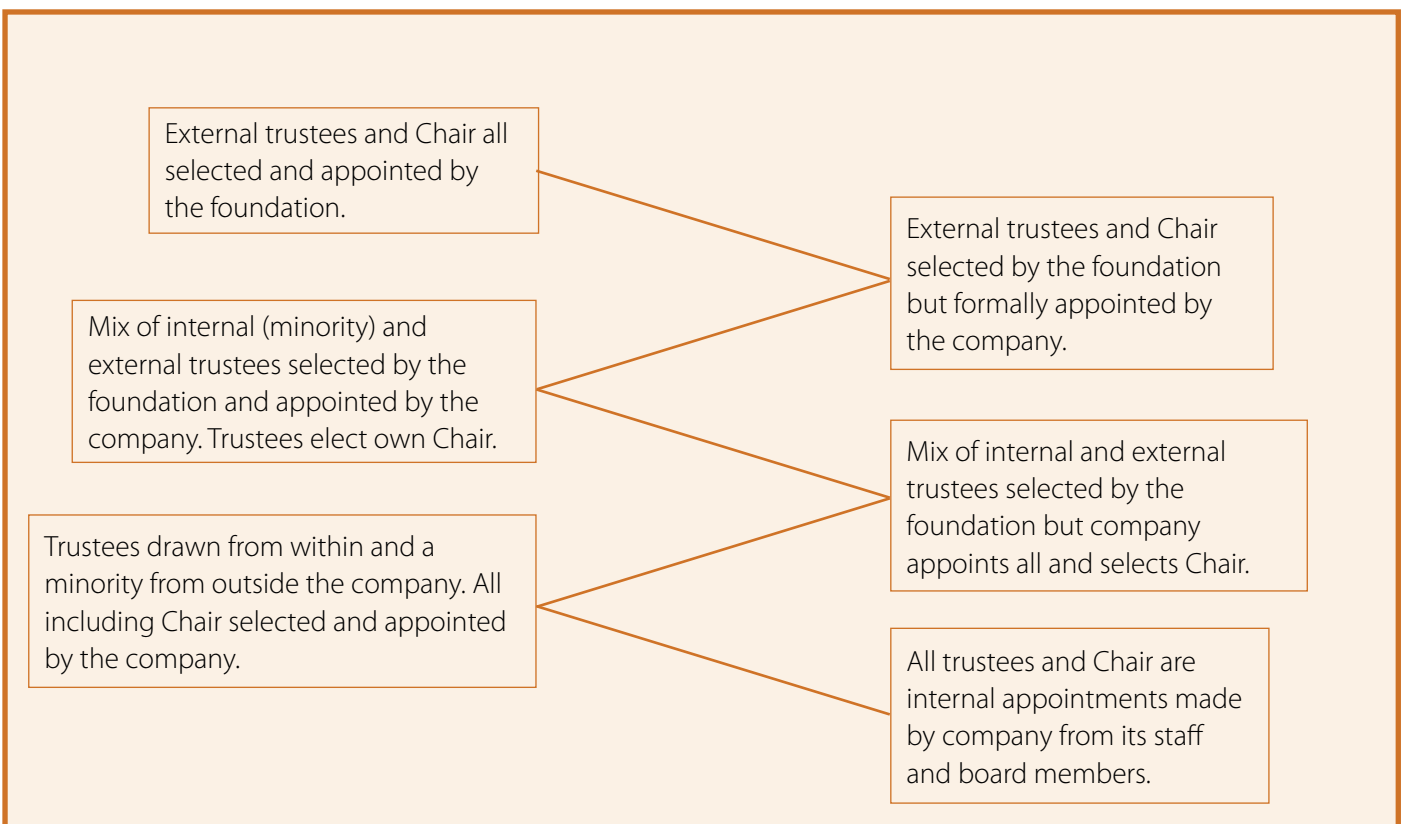 External trustees and Chair all
selected and appointed by
the foundation.
External trustees and Chair
selected by the foundation
but formally appointed by
the company.
Mix of internal (minority) and
external trustees selected by the
foundation and appointed by the
company. Trustees elect own Chair.
Mix of internal and external
trustees selected by the
foundation but company
appoints all and selects Chair.
Trustees drawn from within and a
minority from outside the company. All
including Chair selected and appointed
by the company.
All trustees and Chair are
internal appointments made
by company from its staff
and board members.